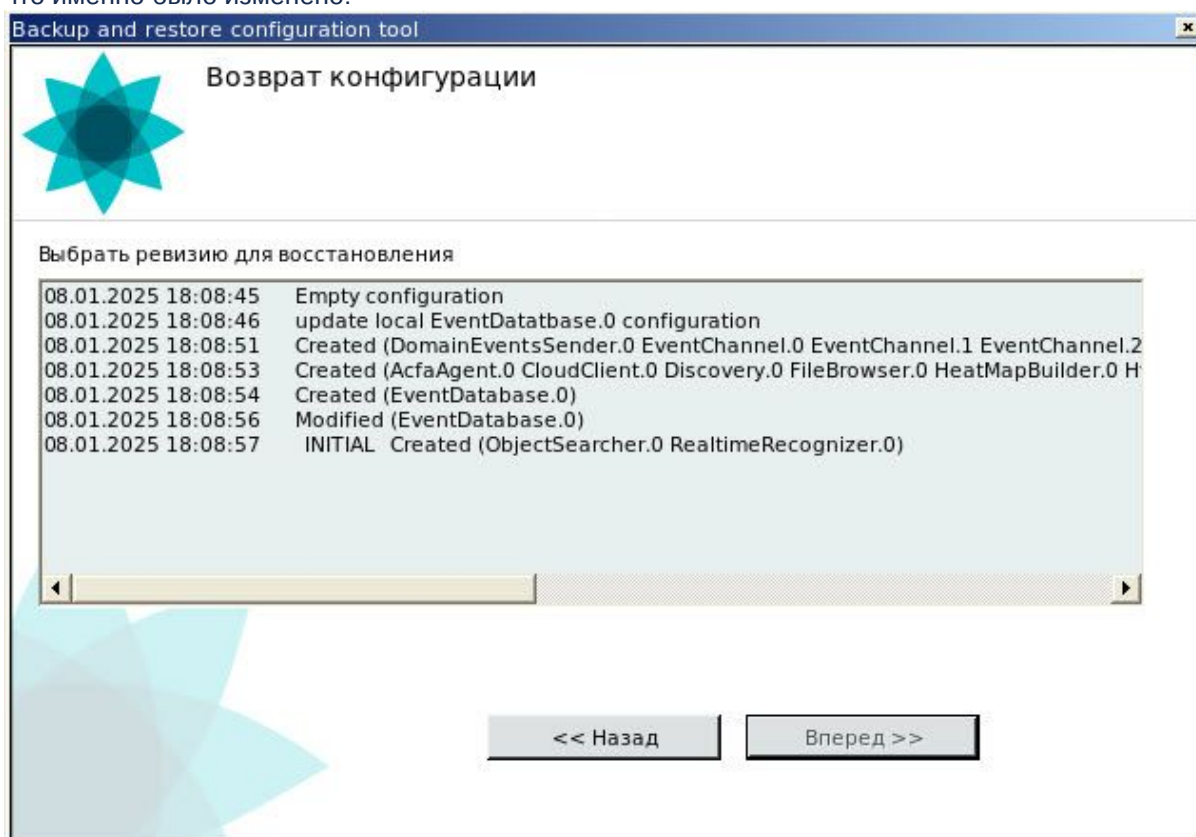 что именно было изменено.
Backup and restore configuration tool
Возврат конфигурации
Выбрать ревизию для восстановления
08.01.2025 18:08:45 Empty configuration
08.01.2025 18:08:46 update local EventDatatbase.0 configuration
08.01.2025 18:08:51 Created (DomainEventsSender.0 EventChannel.0 EventChannel.1 EventChannel.2
08.01.2025 18:08:53 Created (AcfaAgent.0 CloudClient.0 Discovery.0 FileBrowser.0 HeatMapBuilder.0 H
08.01.2025 18:08:54 Created (EventDatabase.0)
08.01.2025 18:08:56 Modified (EventDatabase.0)
08.01.2025 18:08:57 INITIAL Created (ObjectSearcher.0 RealtimeRecognizer.0)
<< Назад Вперед >>